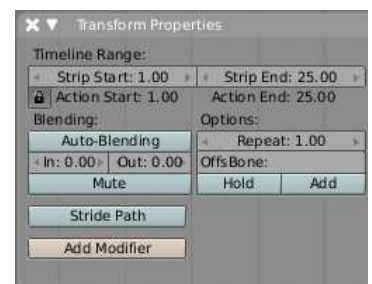 Transform Properties
Timeline Range:
Strip Start: 1.00 Strip End: 25.00
Action Start: 1.00 Action End: 25.00
Blending: Options:
Auto-Blending Repeat: 1.00
In: 0.00 Out: 0.00 OffsBone:
Mute Hold Add
Stride Path
Add Modifier